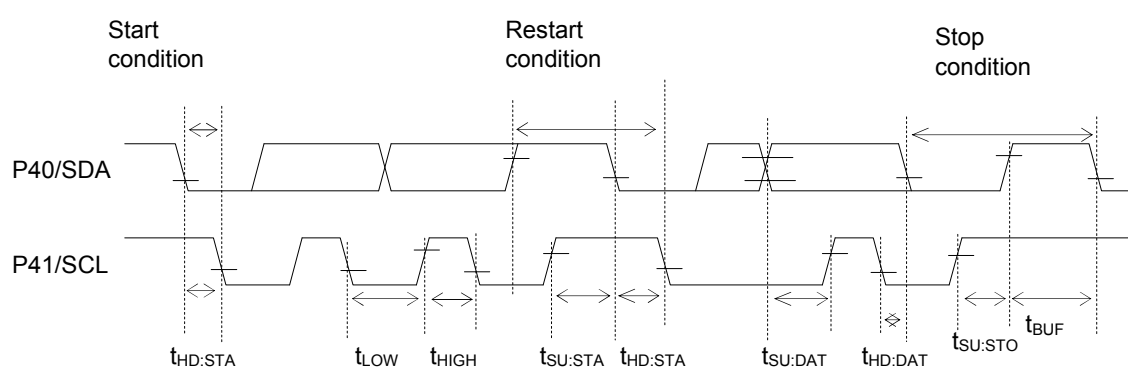 Start
condition
Restart
condition
Stop
condition
P40/SDA
P41/SCL
tHD:STA
tLOW
tHIGH
tSU:STA
tHD:STA
tSU:DAT
tHD:DAT
tSU:STO
tBUF